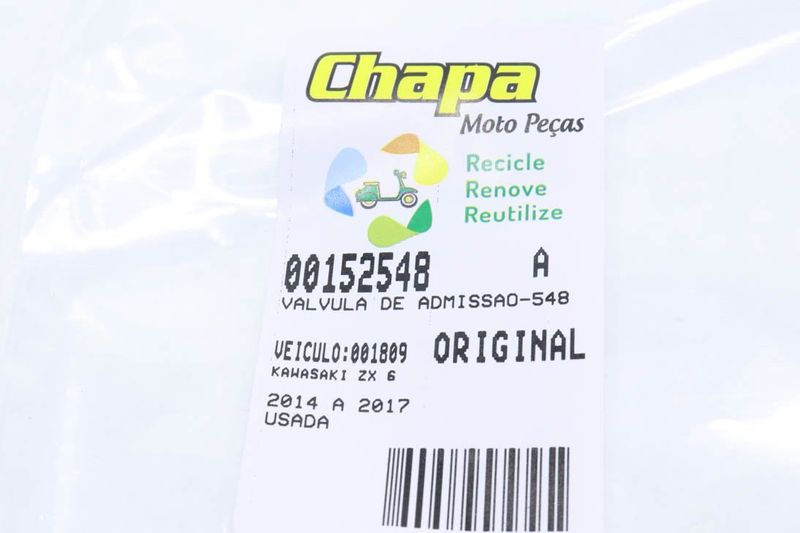 Chapa
Moto Peças
Recicle
Renove
Reutilize
00152548 A
VALVULA DE ADMISSAO-548
VEICULO:001809 ORIGINAL
KAWASAKI ZX 6
2014 A 2017
USADA